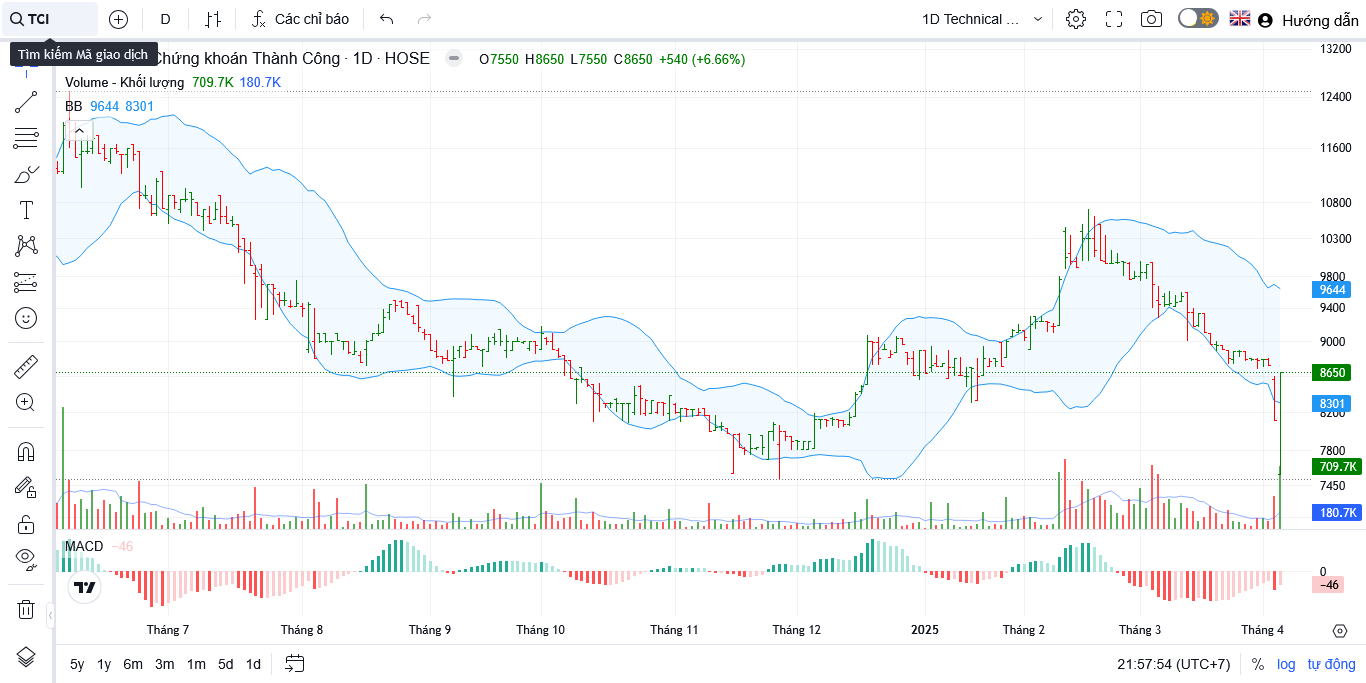 TCI
D
Các chỉ báo
1D Technical ...
Hướng dẫn
Tìm kiếm Mã giao dịch
Chứng khoán Thành Công · 1D · HOSE
O7550 H8650 L7550 C8650 +540 (+6.66%)
Volume - Khối lượng 709.7K 180.7K
BB 9644 8301
13200
12400
11600
10800
10300
9800
9644
9400
9000
8650
8301
8200
7800
709.7K
7450
180.7K
MACD −46
0
−46
Tháng 7 Tháng 8 Tháng 9 Tháng 10 Tháng 11 Tháng 12 2025 Tháng 2 Tháng 3 Tháng 4
5y 1y 6m 3m 1m 5d 1d
21:57:54 (UTC+7) % log tự động